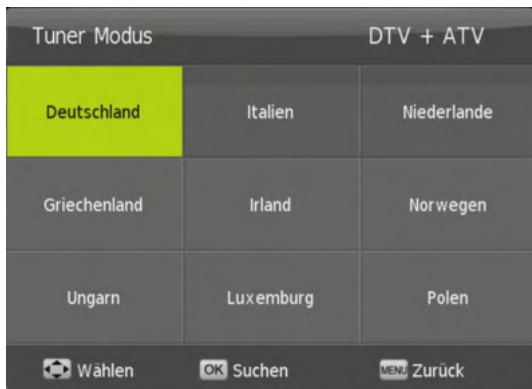 Tuner Modus DTV + ATV
Deutschland Italien Niederlande
Griechenland Irland Norwegen
Ungarn Luxemburg Polen
Wählen OK Suchen MENU Zurück